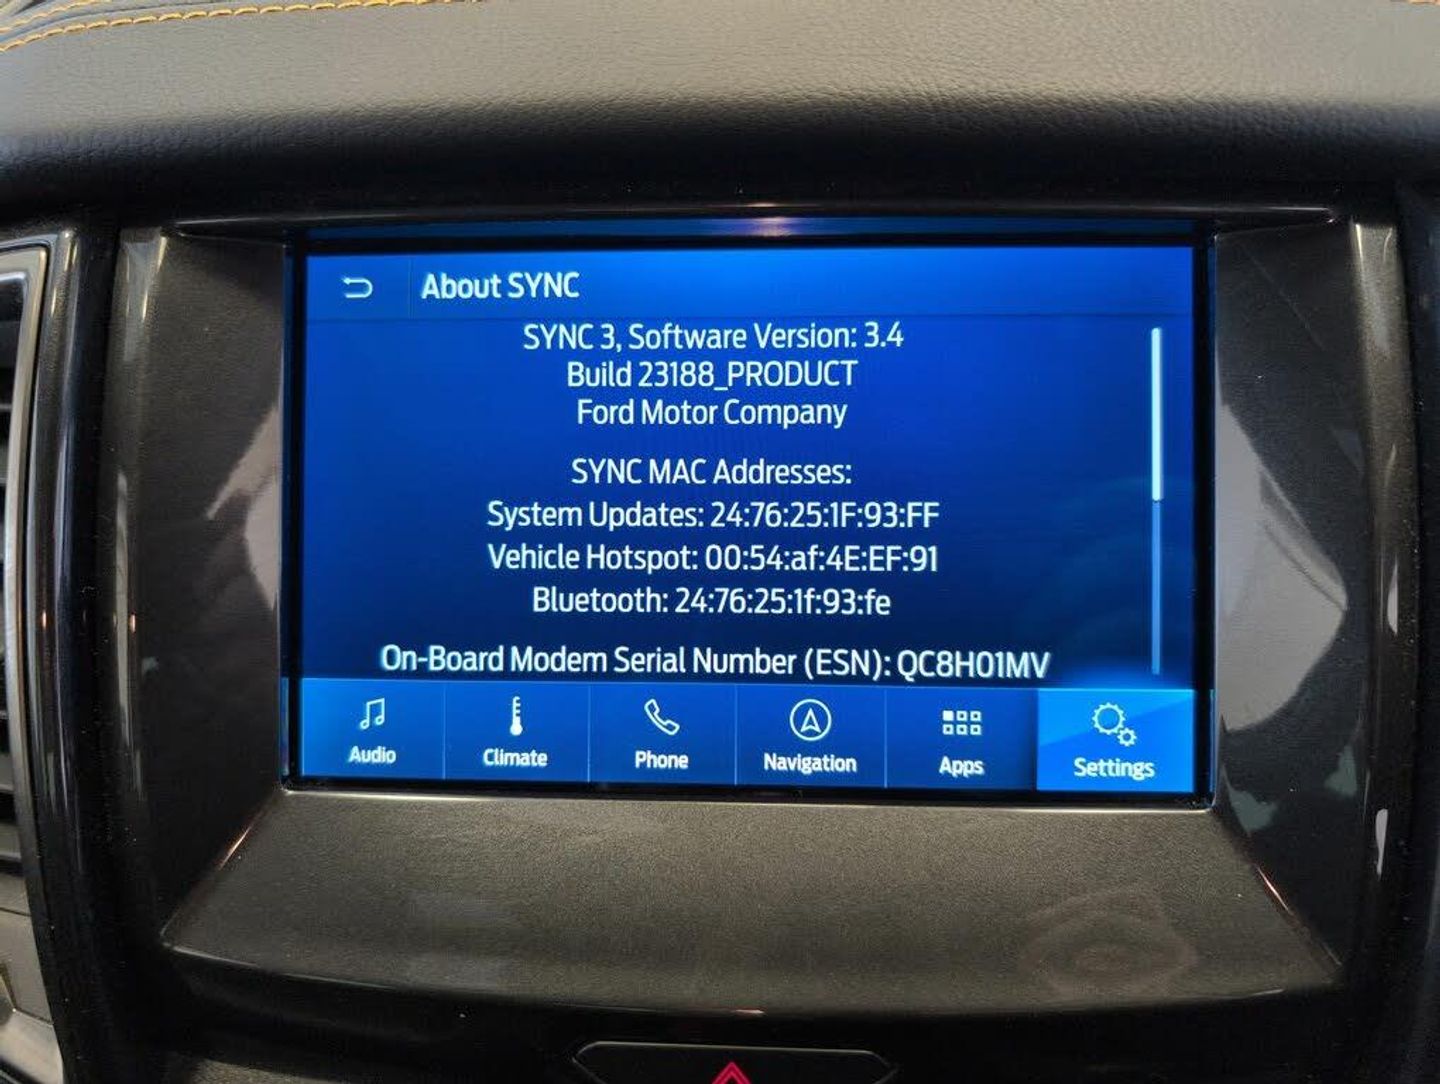 About SYNC
SYNC 3, Software Version: 3.4
Build 23188_PRODUCT
Ford Motor Company
SYNC MAC Addresses:
System Updates: 24:76:25:1F:93:FF
Vehicle Hotspot: 00:54:af:4E:EF:91
Bluetooth: 24:76:25:1f:93:fe
On-Board Modem Serial Number (ESN): QC8H01MV
Audio
Climate
Phone
Navigation
Apps
Settings